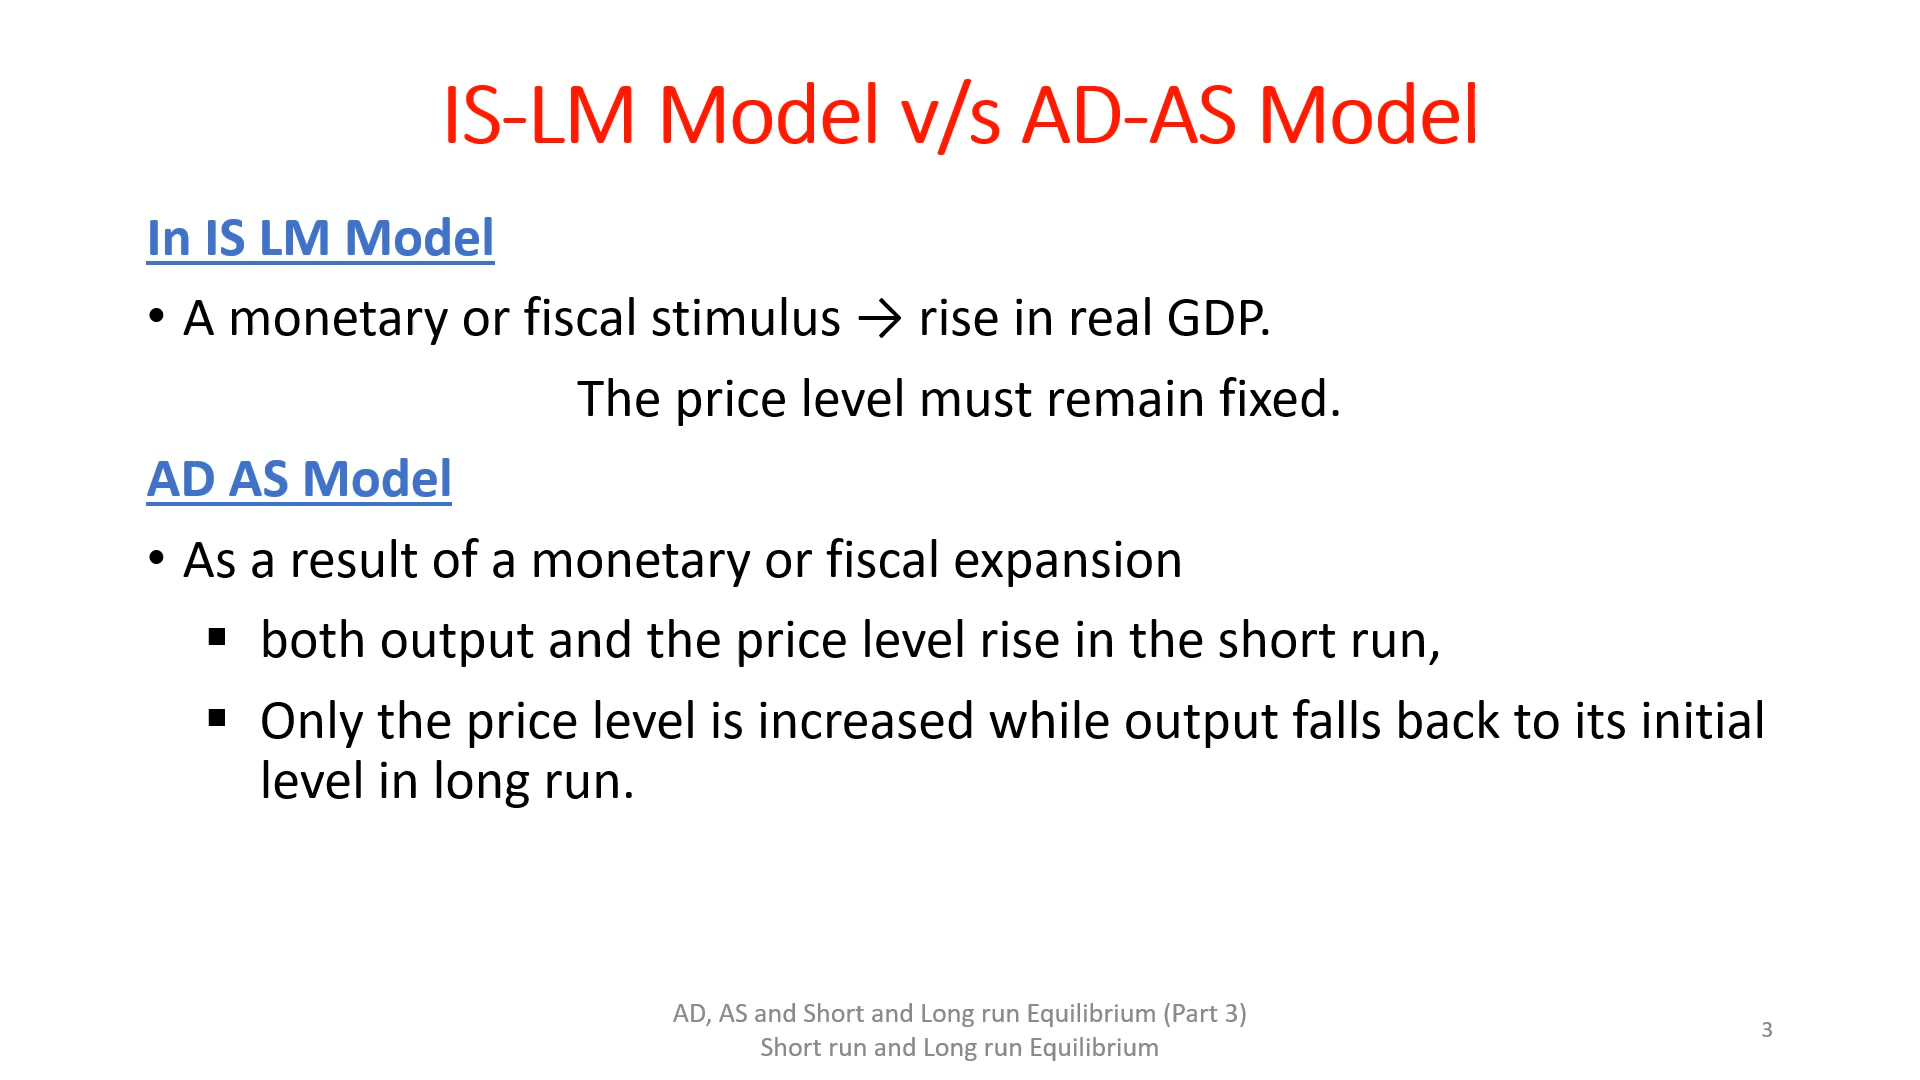 IS-LM Model v/s AD-AS Model
In IS LM Model
• A monetary or fiscal stimulus → rise in real GDP.
The price level must remain fixed.
AD AS Model
• As a result of a monetary or fiscal expansion
▪ both output and the price level rise in the short run,
▪ Only the price level is increased while output falls back to its initial
level in long run.
AD, AS and Short and Long run Equilibrium (Part 3)
Short run and Long run Equilibrium
3